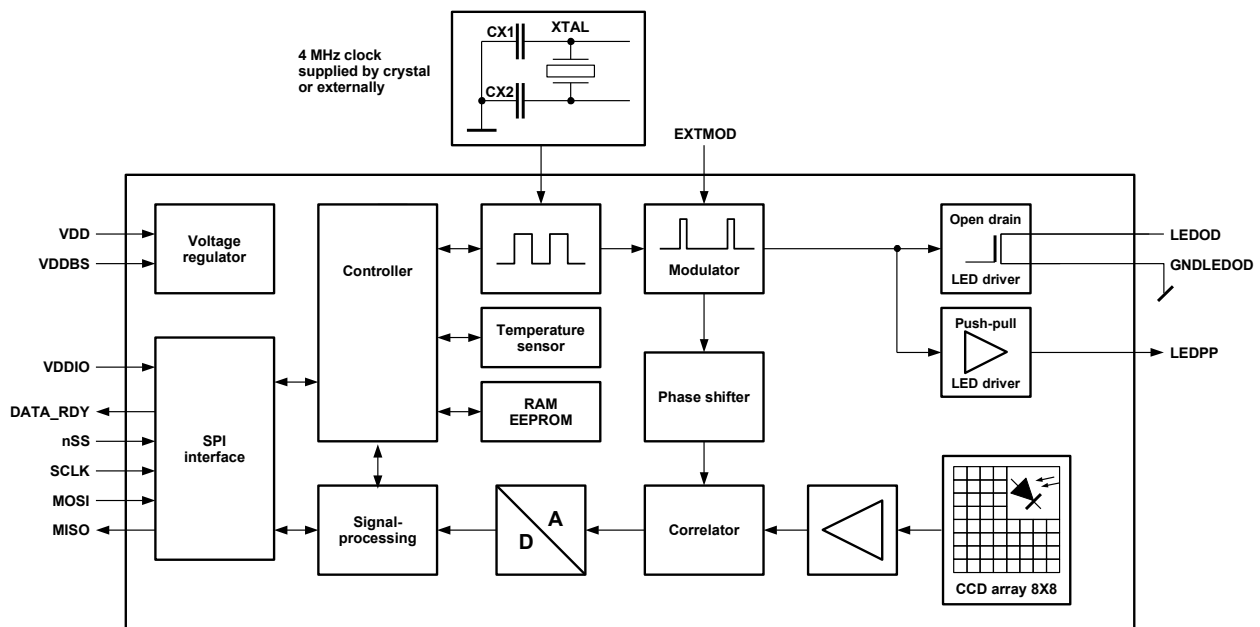 CX1
XTAL
4 MHz clock
supplied by crystal
or externally
CX2
EXTMOD
VDD
VDDBS
Voltage
regulator
Controller
Modulator
Open drain
LED driver
LEDOD
GNDLEDOD
Temperature
sensor
Push-pull
LED driver
LEDPP
VDDIO
DATA_RDY
nSS
SCLK
MOSI
MISO
SPI
interface
RAM
EEPROM
Phase shifter
Signal-
processing
A
D
Correlator
CCD array 8X8